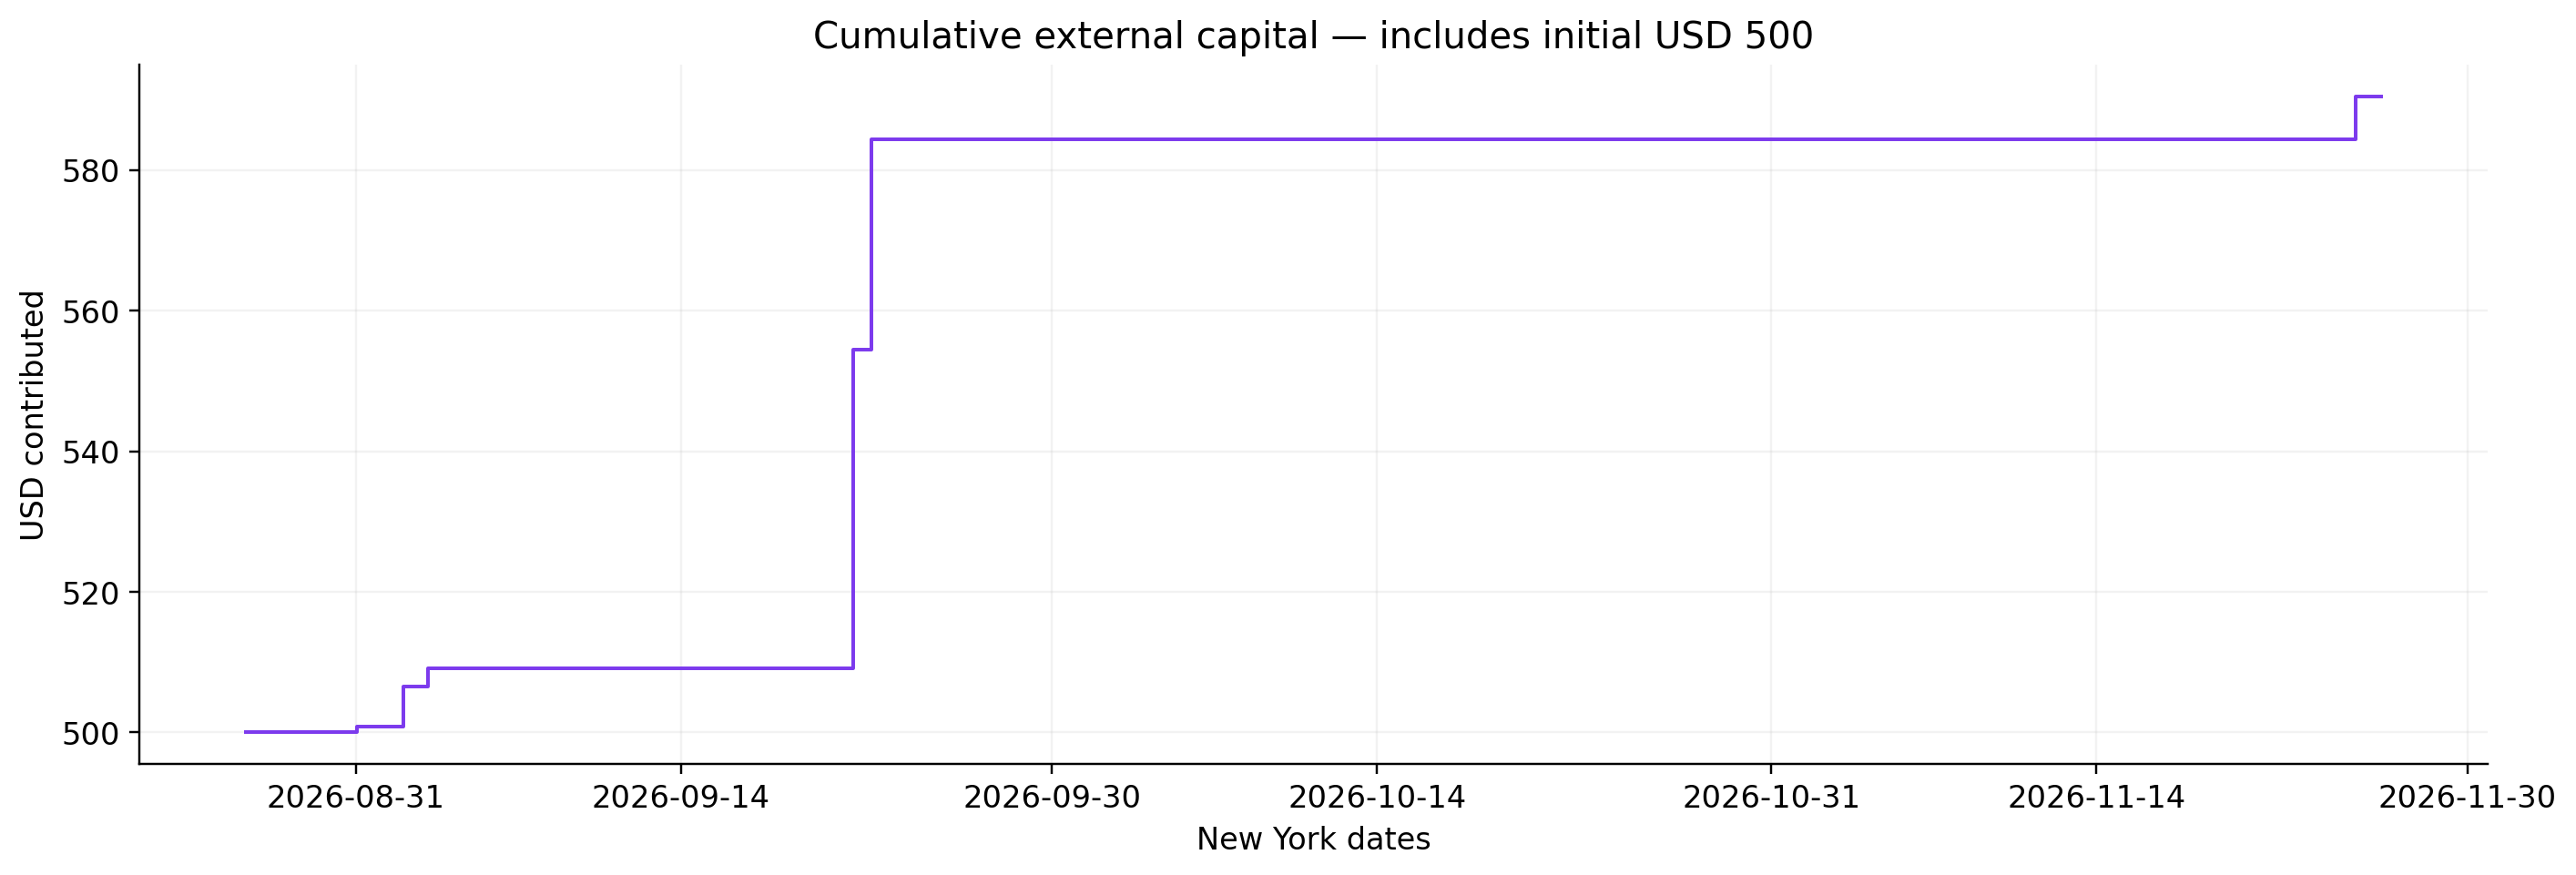 Cumulative external capital — includes initial USD 500
USD contributed
580
560
540
520
500
2026-08-31 2026-09-14 2026-09-30 2026-10-14 2026-10-31 2026-11-14 2026-11-30
New York dates